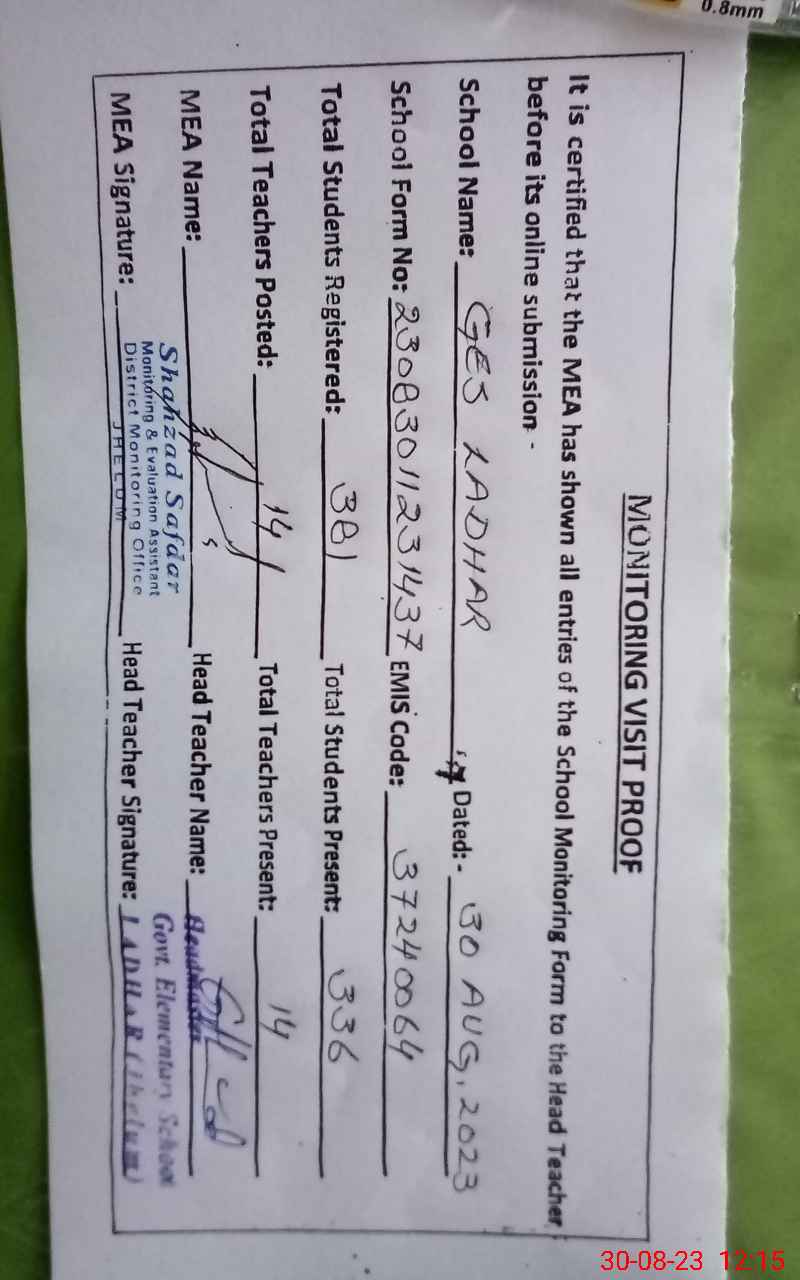 0.8mm
MONITORING VISIT PROOF
It is certified that the MEA has shown all entries of the School Monitoring Form to the Head Teacher
before its online submission -
School Name: GES LADHAR Dated: - 30 AUG, 2023
School Form No: 23083011231437 EMIS Code: 37240064
Total Students Registered: 381 Total Students Present: 336
Total Teachers Posted: 14 Total Teachers Present: 14
MEA Name: Head Teacher Name: Headmaster
Shahzad Safdar Govt. Elementary School
Monitoring & Evaluation Assistant
District Monitoring Office
MEA Signature: JHELUM Head Teacher Signature: LADHAR (Jhelum)
30-08-23 12:15